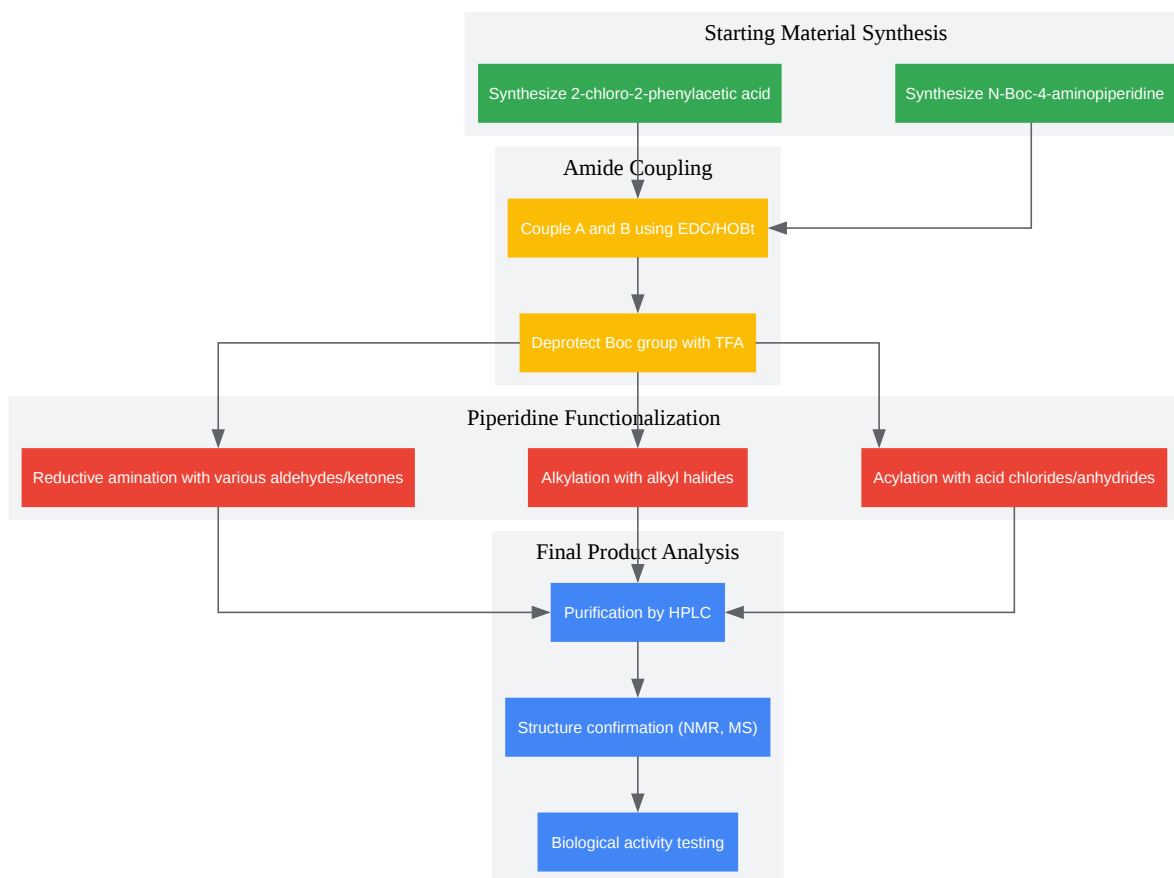 Starting Material Synthesis
Synthesize 2-chloro-2-phenylacetic acid
Synthesize N-Boc-4-aminopiperidine
Amide Coupling
Couple A and B using EDC/HOBt
Deprotect Boc group with TFA
Piperidine Functionalization
Reductive amination with various aldehydes/ketones
Alkylation with alkyl halides
Acylation with acid chlorides/anhydrides
Final Product Analysis
Purification by HPLC
Structure confirmation (NMR, MS)
Biological activity testing